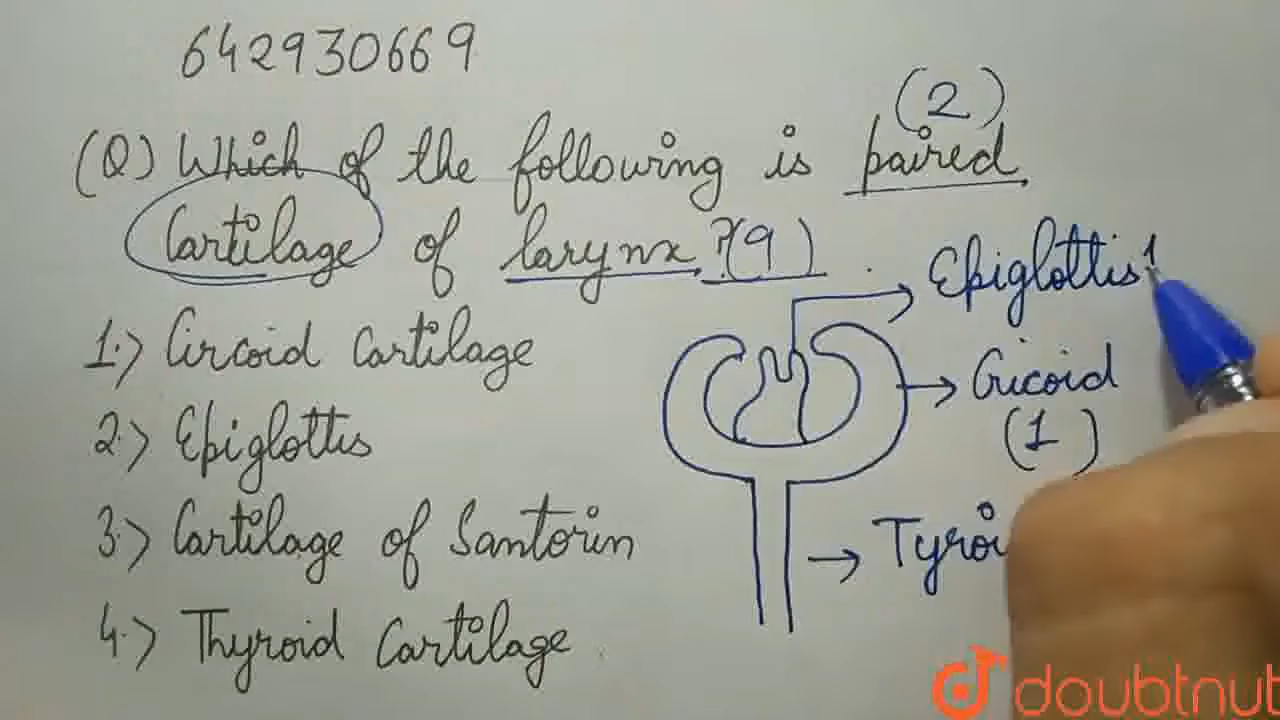 642930669
(2)
(Q) Which of the following is paired
Cartilage of larynx ?(9)
1.) Circoid Cartilage
2.) Epiglottis
3.) Cartilage of Santorin
4.) Thyroid Cartilage
Epiglottis 1
Cricoid
(1)
Tyroi
doubtnut